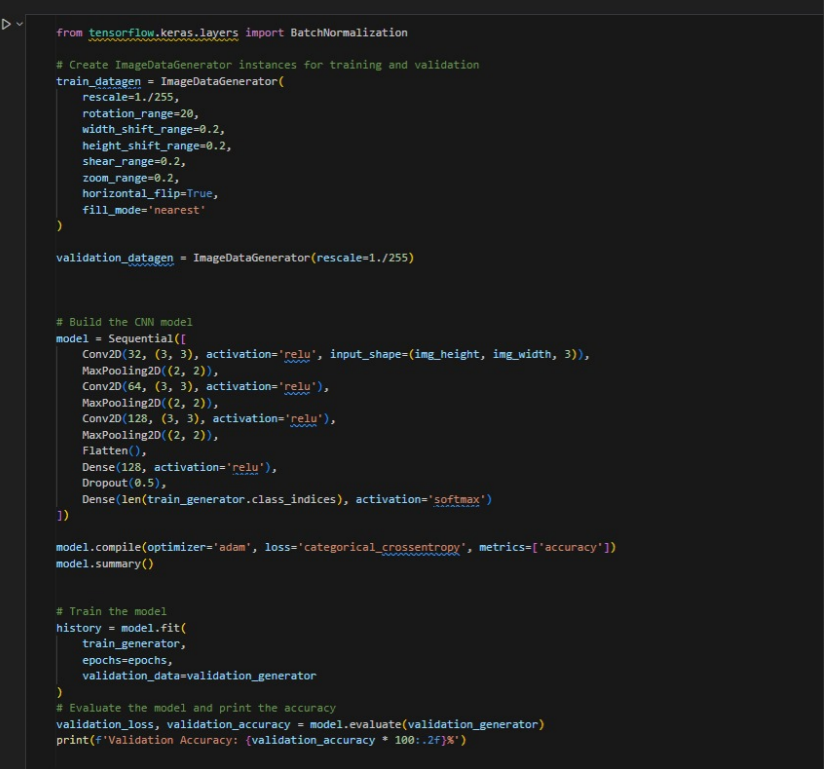 from tensorflow.keras.layers import BatchNormalization
# Create ImageDataGenerator instances for training and validation
train_datagen = ImageDataGenerator(
    rescale=1./255,
    rotation_range=20,
    width_shift_range=0.2,
    height_shift_range=0.2,
    shear_range=0.2,
    zoom_range=0.2,
    horizontal_flip=True,
    fill_mode='nearest'
)
validation_datagen = ImageDataGenerator(rescale=1./255)
# Build the CNN model
model = Sequential([
    Conv2D(32, (3, 3), activation='relu', input_shape=(img_height, img_width, 3)),
    MaxPooling2D((2, 2)),
    Conv2D(64, (3, 3), activation='relu'),
    MaxPooling2D((2, 2)),
    Conv2D(128, (3, 3), activation='relu'),
    MaxPooling2D((2, 2)),
    Flatten(),
    Dense(128, activation='relu'),
    Dropout(0.5),
    Dense(len(train_generator.class_indices), activation='softmax')
])
model.compile(optimizer='adam', loss='categorical_crossentropy', metrics=['accuracy'])
model.summary()
# Train the model
history = model.fit(
    train_generator,
    epochs=epochs,
    validation_data=validation_generator
)
# Evaluate the model and print the accuracy
validation_loss, validation_accuracy = model.evaluate(validation_generator)
print(f'Validation Accuracy: {validation_accuracy * 100:.2f}%')